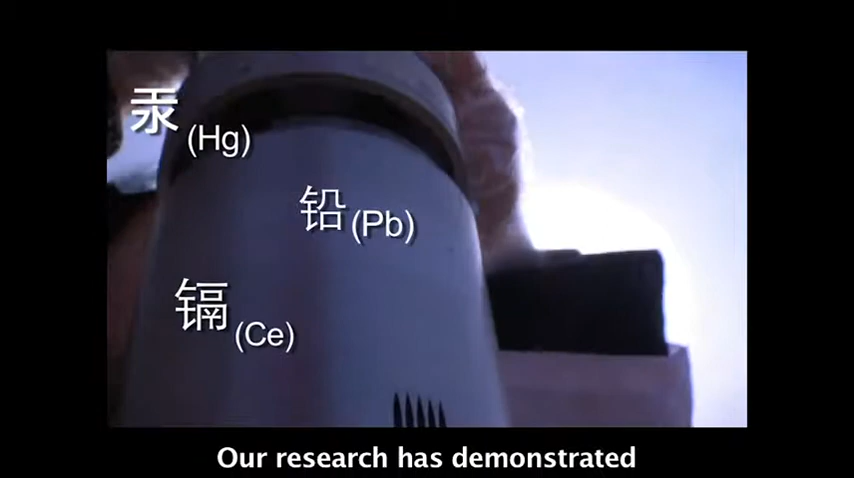 汞 (Hg)
铅 (Pb)
镉 (Ce)
Our research has demonstrated